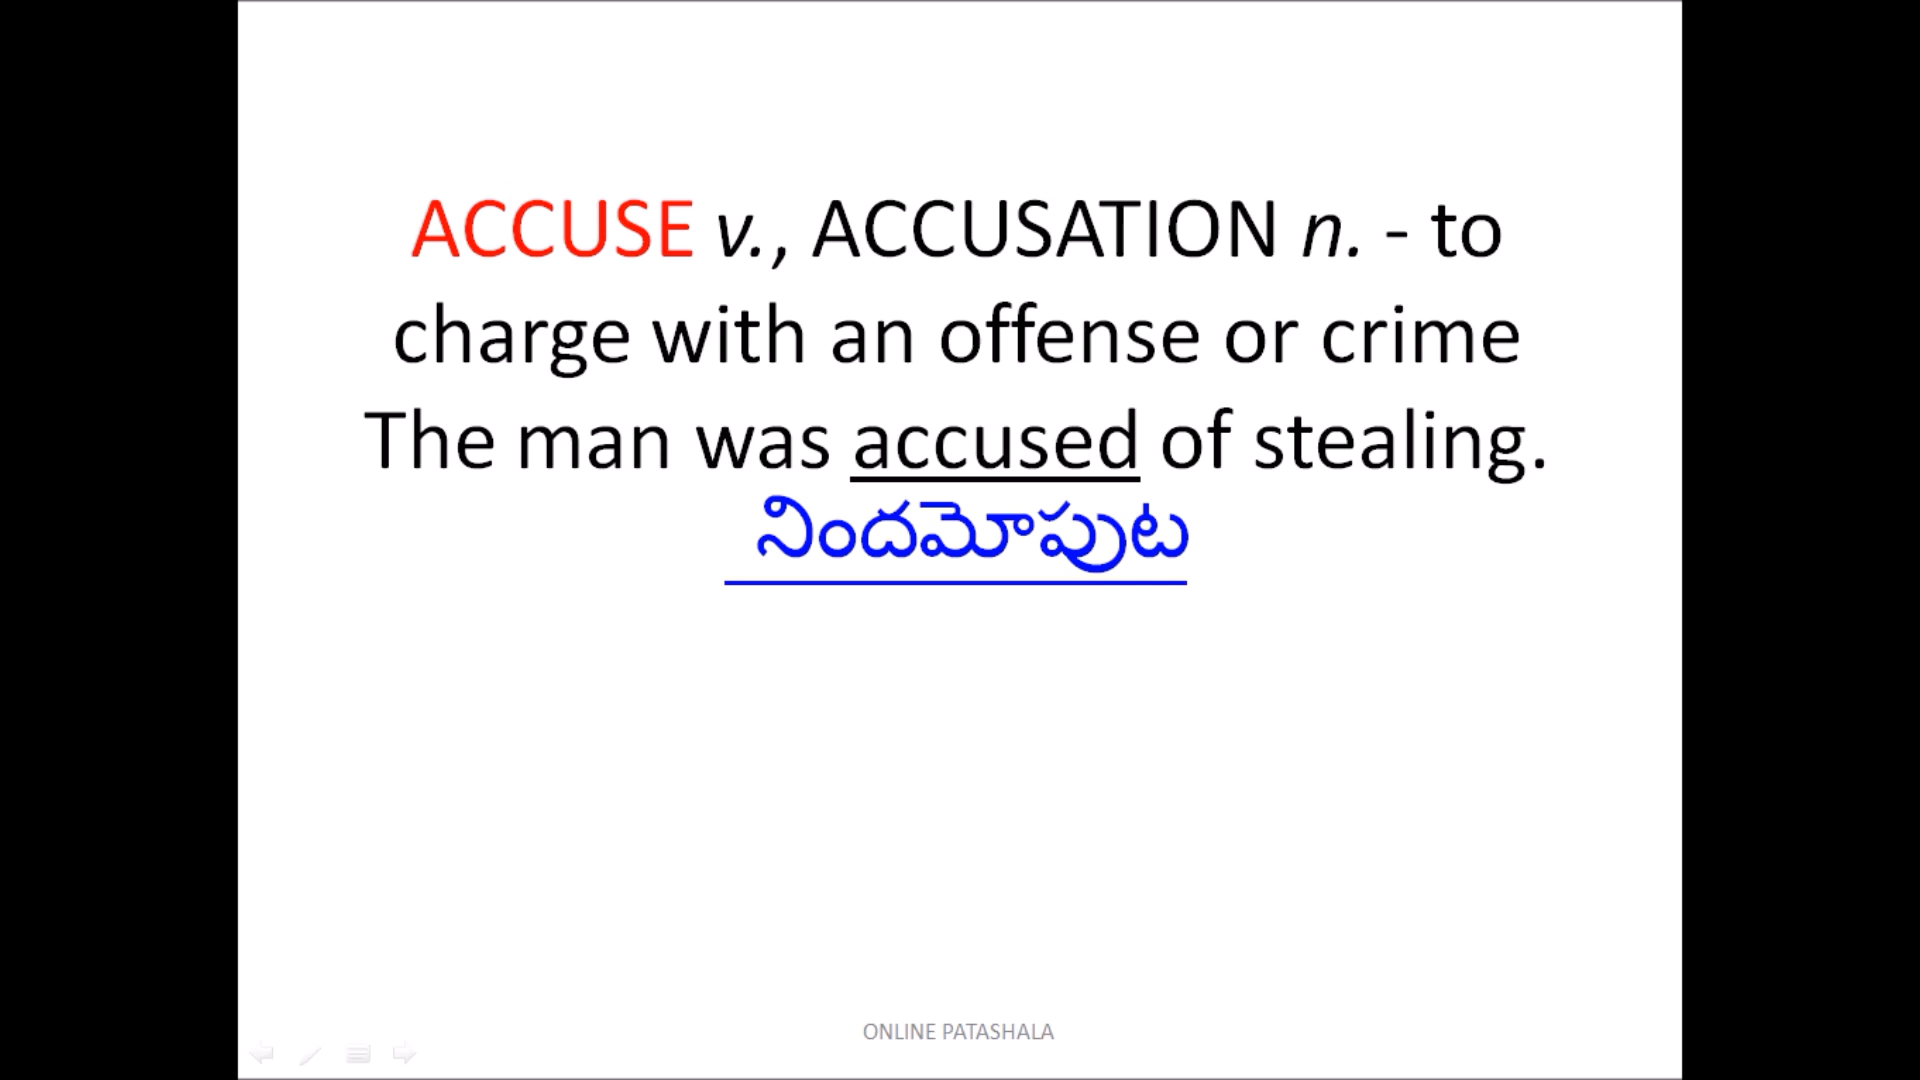 ACCUSE v., ACCUSATION n. - to
charge with an offense or crime
The man was accused of stealing.
నిందమోపుట
ONLINE PATASHALA